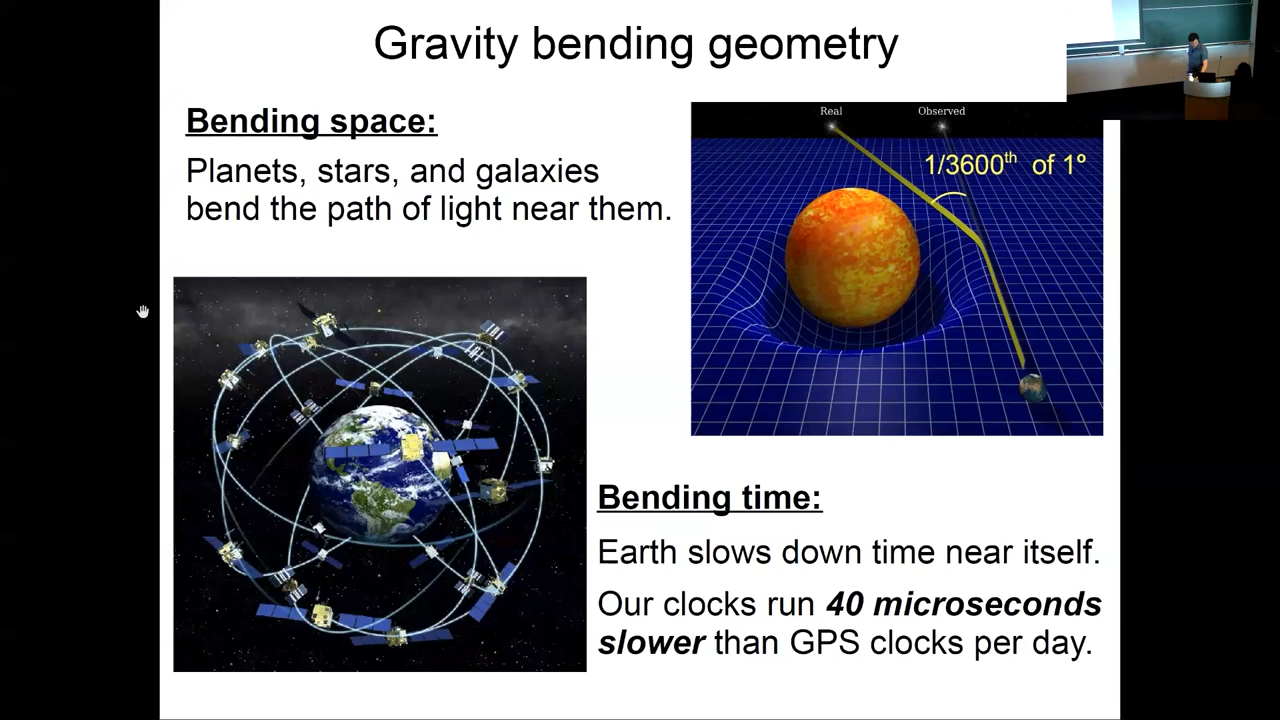 Gravity bending geometry
Bending space:
Planets, stars, and galaxies
bend the path of light near them.
Real
Observed
1/3600th of 1º
Bending time:
Earth slows down time near itself.
Our clocks run 40 microseconds
slower than GPS clocks per day.